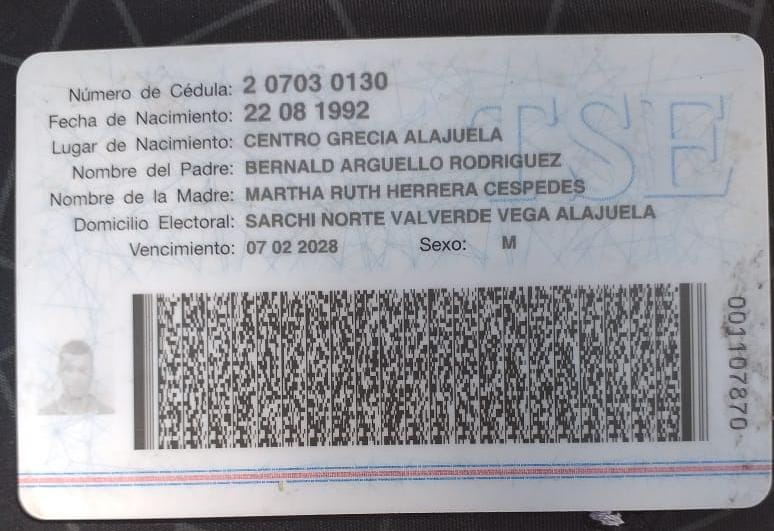 Número de Cédula: 2 0703 0130
Fecha de Nacimiento: 22 08 1992
Lugar de Nacimiento: CENTRO GRECIA ALAJUELA
Nombre del Padre: BERNALD ARGUELLO RODRIGUEZ
Nombre de la Madre: MARTHA RUTH HERRERA CESPEDES
Domicilio Electoral: SARCHI NORTE VALVERDE VEGA ALAJUELA
Vencimiento: 07 02 2028 Sexo: M
TSE
001107870